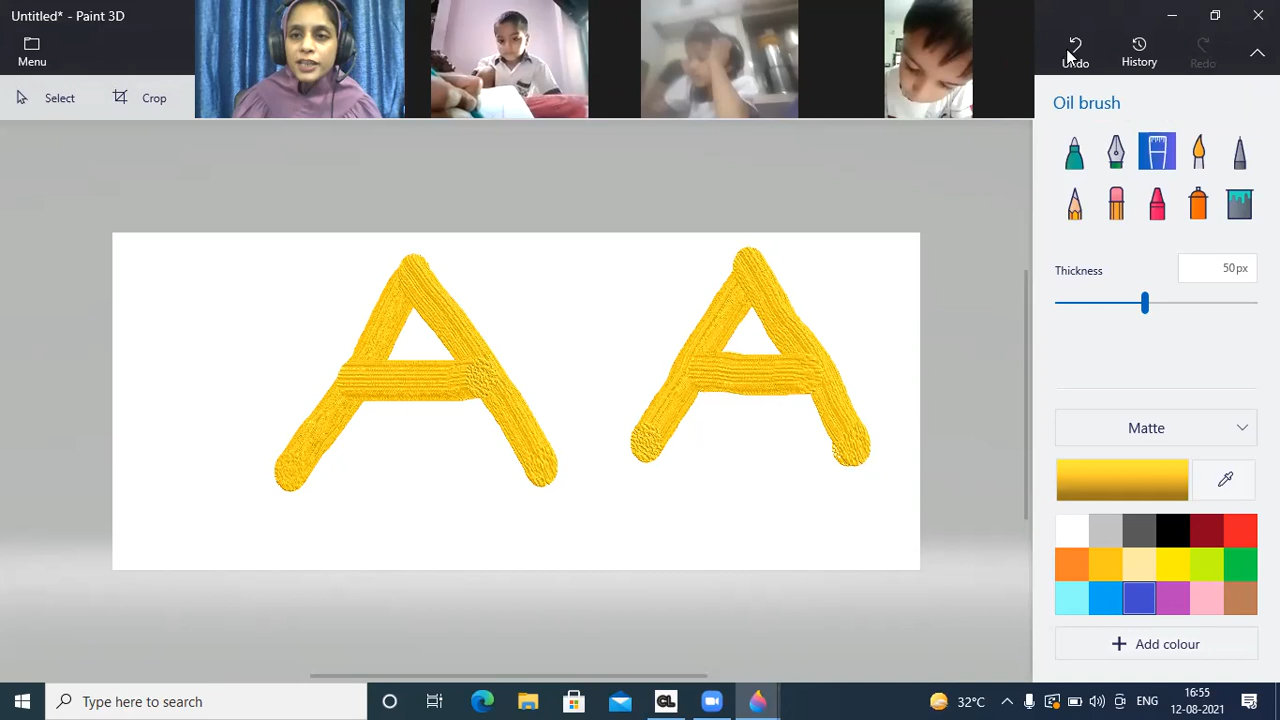 Untitled* - Paint 3D
Menu
Undo
History
Redo
Select
Crop
Oil brush
Thickness
50px
A A
Matte
+ Add colour
Type here to search
CL
32°C
ENG
16:55
12-08-2021